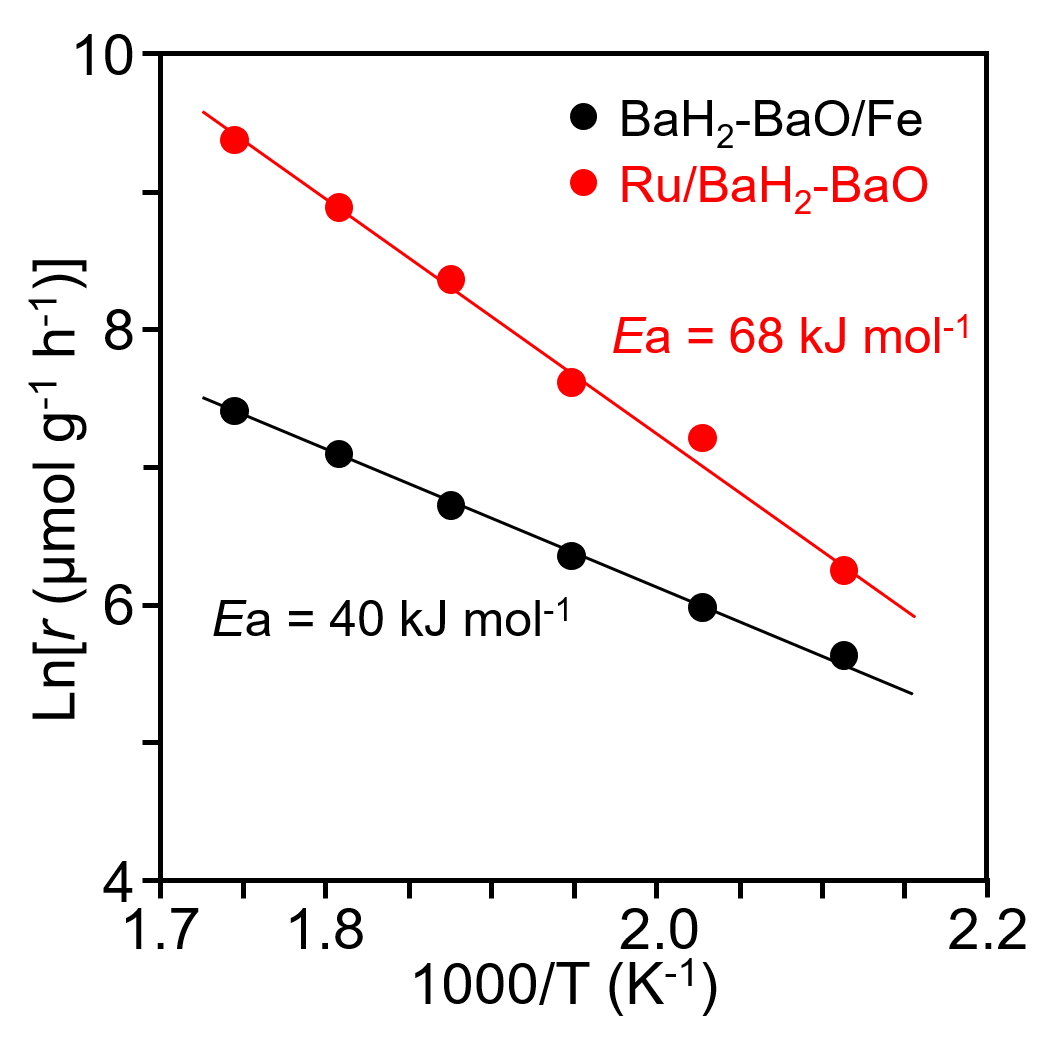 10
8
6
4
1.7
1.8
2.0
2.2
1000/T (K⁻¹)
Ln[r (μmol g⁻¹ h⁻¹)]
BaH₂-BaO/Fe
Ru/BaH₂-BaO
Ea = 68 kJ mol⁻¹
Ea = 40 kJ mol⁻¹